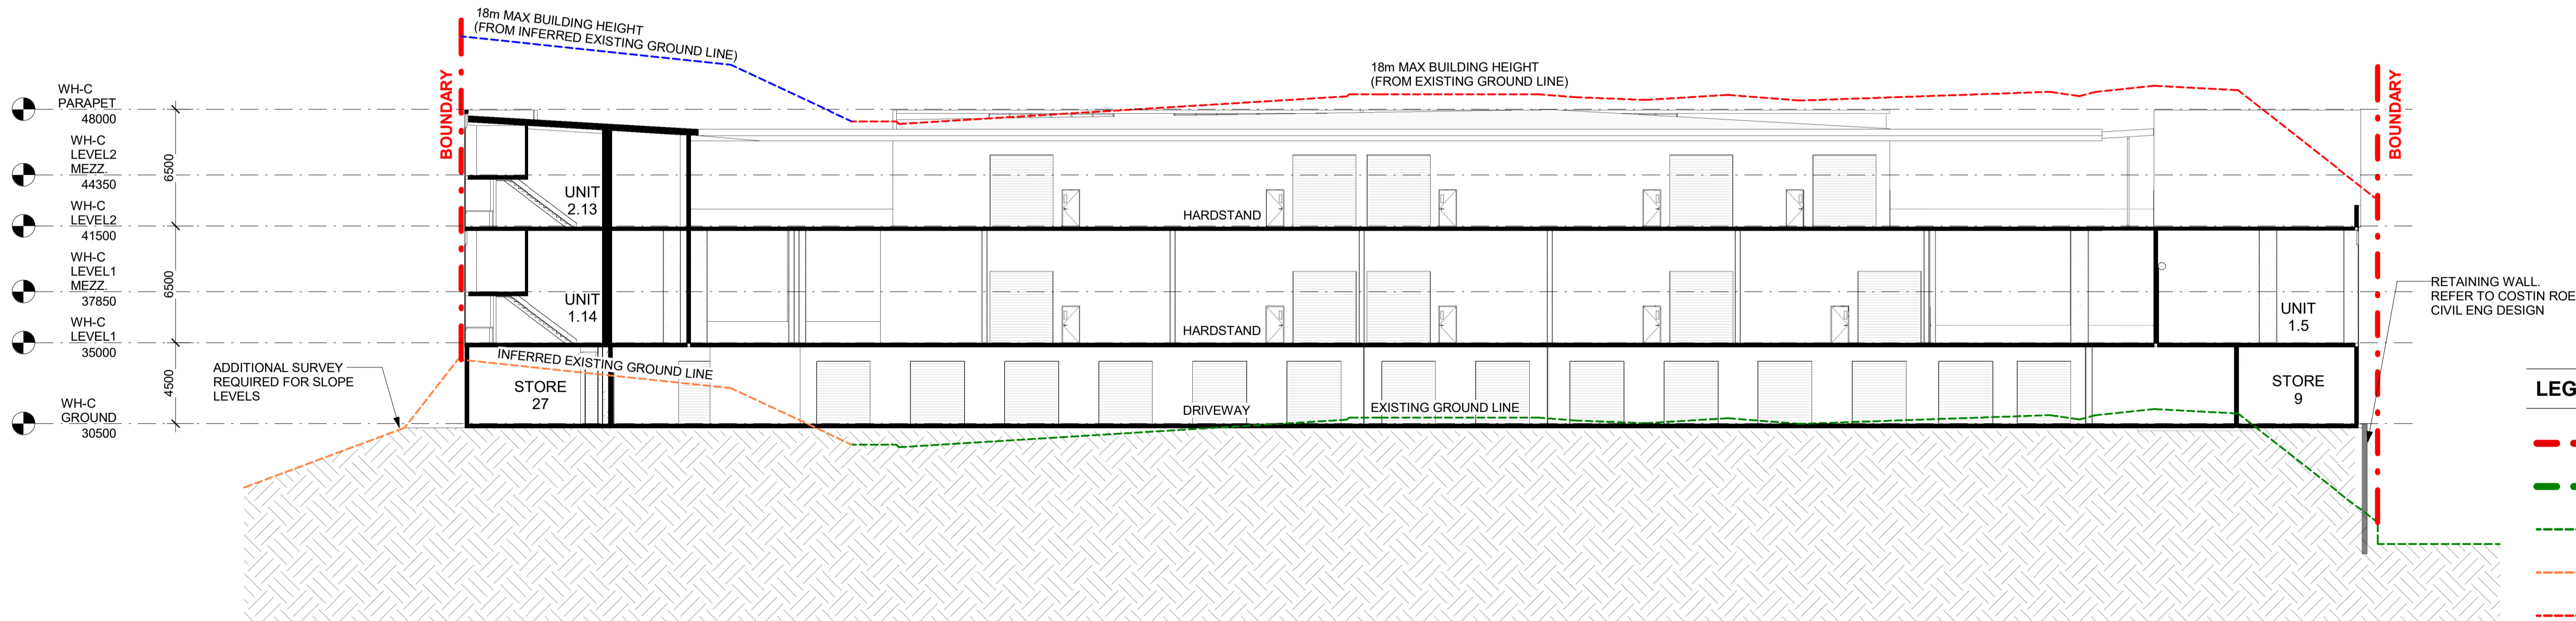 18m MAX BUILDING HEIGHT
(FROM INFERRED EXISTING GROUND LINE)
18m MAX BUILDING HEIGHT
(FROM EXISTING GROUND LINE)
BOUNDARY
BOUNDARY
WH-C
PARAPET
48000
WH-C
LEVEL2
MEZZ.
44350
WH-C
LEVEL2
41500
WH-C
LEVEL1
MEZZ.
37850
WH-C
LEVEL1
35000
WH-C
GROUND
30500
6500
6500
4500
UNIT
2.13
HARDSTAND
UNIT
1.14
HARDSTAND
UNIT
1.5
RETAINING WALL.
REFER TO COSTIN ROE
CIVIL ENG DESIGN
ADDITIONAL SURVEY
REQUIRED FOR SLOPE
LEVELS
INFERRED EXISTING GROUND LINE
STORE
27
DRIVEWAY
EXISTING GROUND LINE
STORE
9
LEG